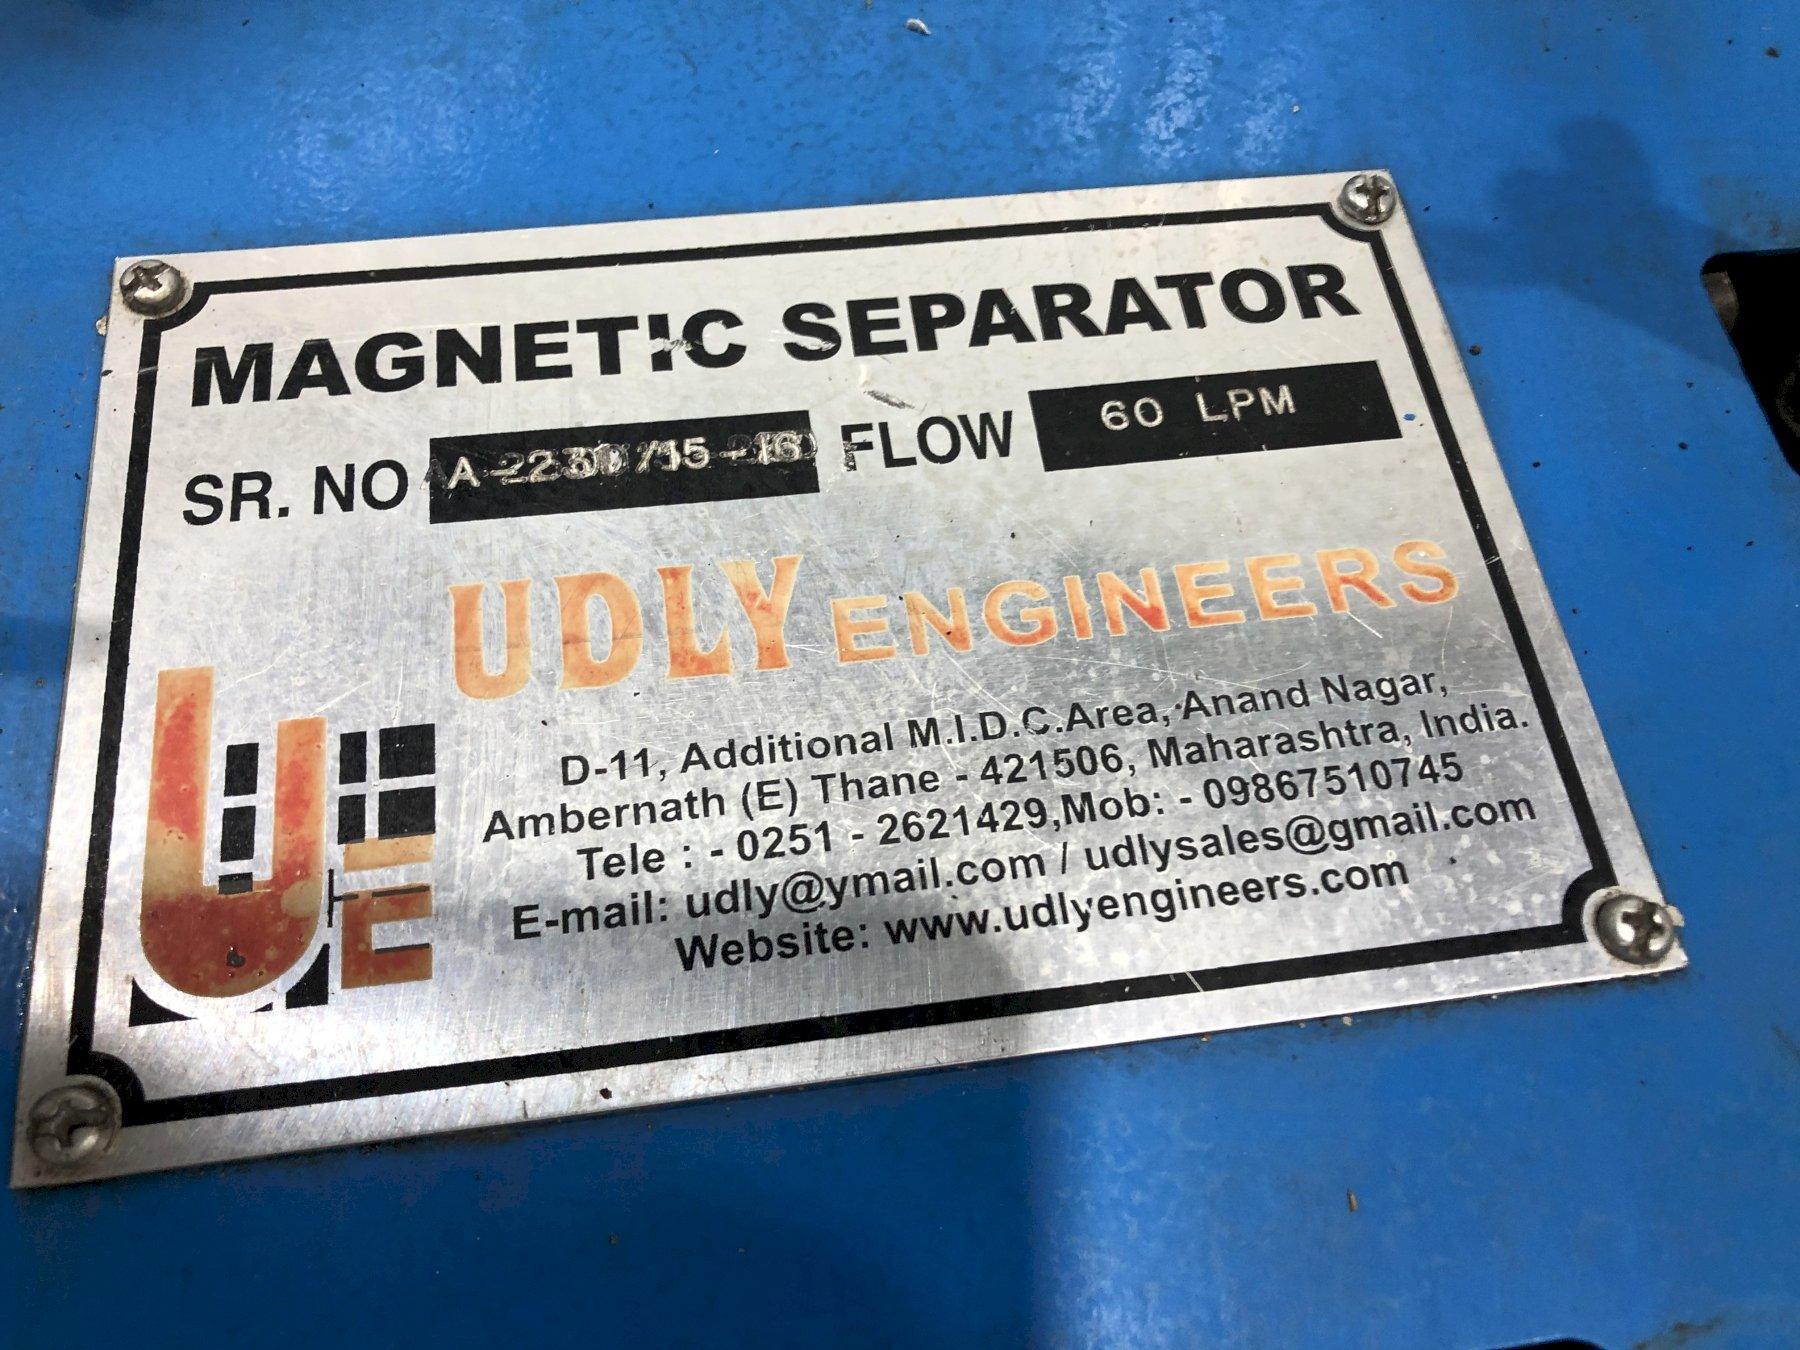 MAGNETIC SEPARATOR
SR. NO FLOW 60 LPM
UDLY ENGINEERS
UE
D-11, Additional M.I.D.C.Area, Anand Nagar,
Ambernath (E) Thane - 421506, Maharashtra, India.
Tele : - 0251 - 2621429,Mob: - 09867510745
E-mail: udly@ymail.com / udlysales@gmail.com
Website: www.udlyengineers.com